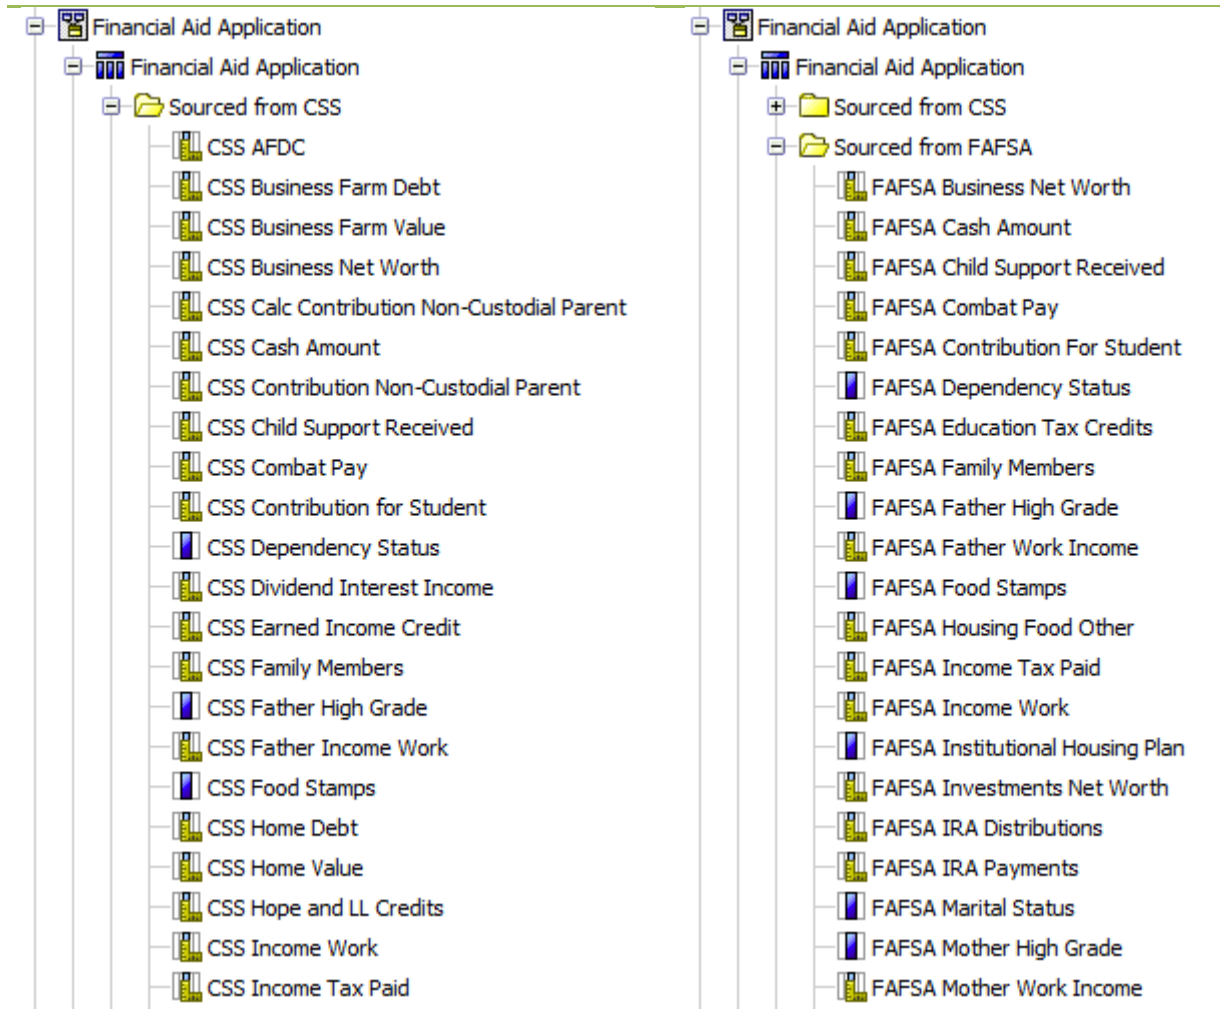 Financial Aid Application
Financial Aid Application
Sourced from CSS
CSS AFDC
CSS Business Farm Debt
CSS Business Farm Value
CSS Business Net Worth
CSS Calc Contribution Non-Custodial Parent
CSS Cash Amount
CSS Contribution Non-Custodial Parent
CSS Child Support Received
CSS Combat Pay
CSS Contribution for Student
CSS Dependency Status
CSS Dividend Interest Income
CSS Earned Income Credit
CSS Family Members
CSS Father High Grade
CSS Father Income Work
CSS Food Stamps
CSS Home Debt
CSS Home Value
CSS Hope and LL Credits
CSS Income Work
CSS Income Tax Paid
Financial Aid Application
Financial Aid Application
Sourced from CSS
Sourced from FAFSA
FAFSA Business Net Worth
FAFSA Cash Amount
FAFSA Child Support Received
FAFSA Combat Pay
FAFSA Contribution For Student
FAFSA Dependency Status
FAFSA Education Tax Credits
FAFSA Family Members
FAFSA Father High Grade
FAFSA Father Work Income
FAFSA Food Stamps
FAFSA Housing Food Other
FAFSA Income Tax Paid
FAFSA Income Work
FAFSA Institutional Housing Plan
FAFSA Investments Net Worth
FAFSA IRA Distributions
FAFSA IRA Payments
FAFSA Marital Status
FAFSA Mother High Grade
FAFSA Mother Work Income